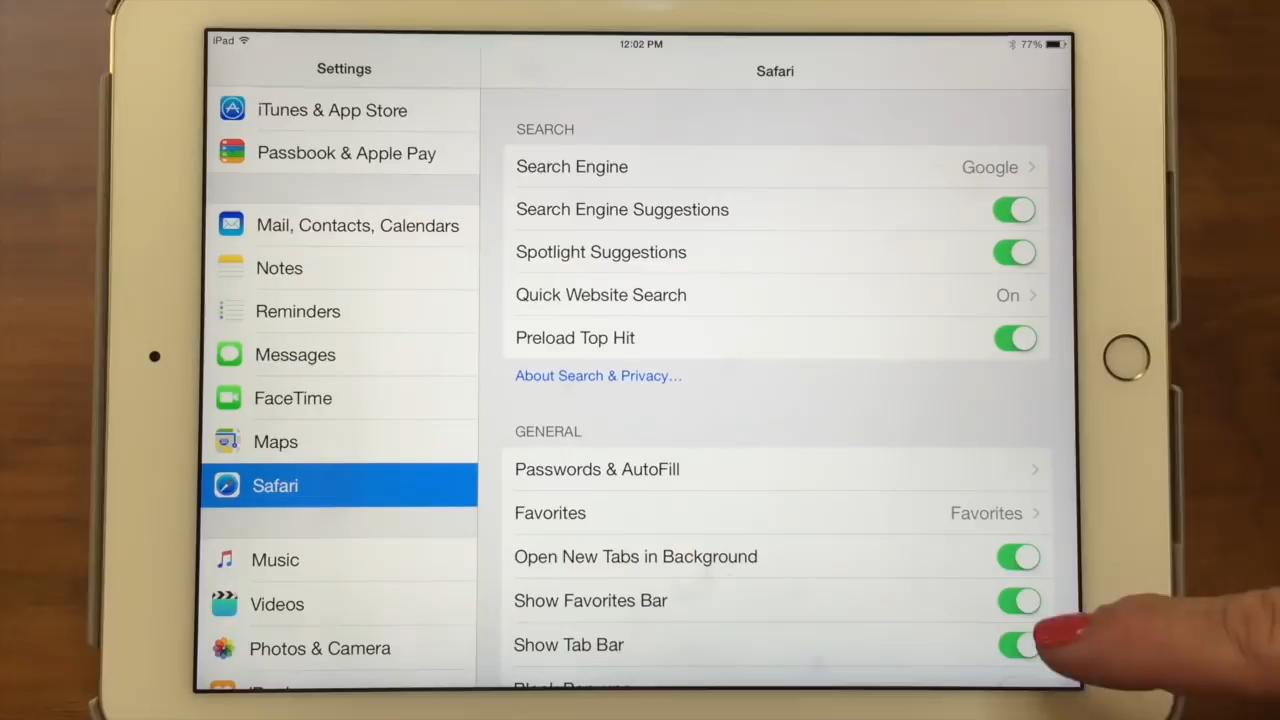 iPad
12:02 PM
77%
Settings
Safari
iTunes & App Store
Passbook & Apple Pay
Mail, Contacts, Calendars
Notes
Reminders
Messages
FaceTime
Maps
Safari
Music
Videos
Photos & Camera
SEARCH
Search Engine Google
Search Engine Suggestions
Spotlight Suggestions
Quick Website Search On
Preload Top Hit
About Search & Privacy...
GENERAL
Passwords & AutoFill
Favorites Favorites
Open New Tabs in Background
Show Favorites Bar
Show Tab Bar